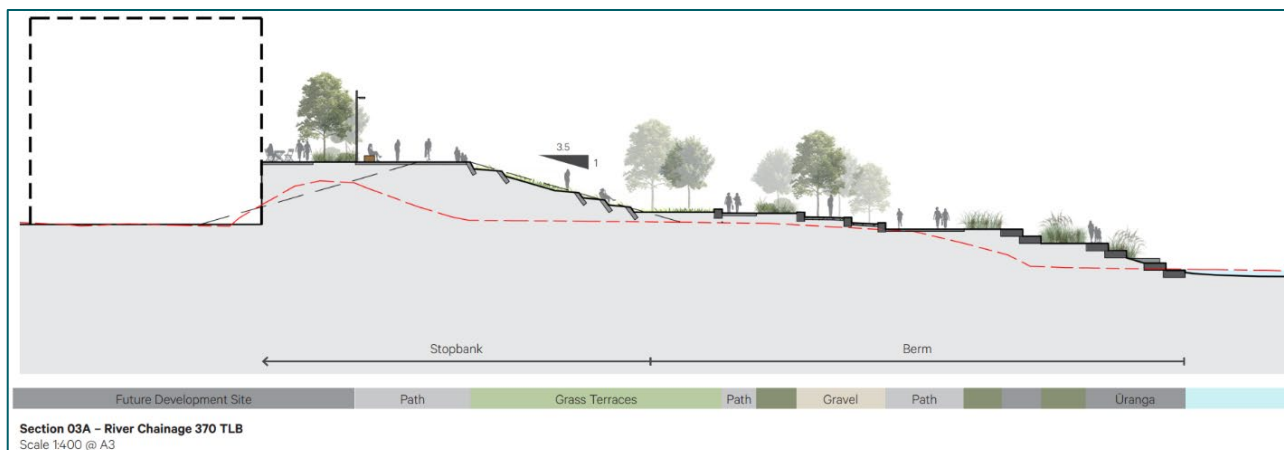 3.5
1
Stopbank Berm
Future Development Site Path Grass Terraces Path Gravel Path Ūranga
Section 03A – River Chainage 370 TLB
Scale 1:400 @ A3